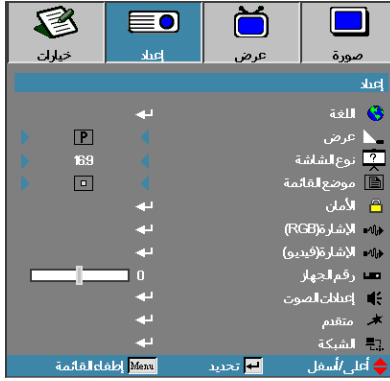 صورة عرض إعداد خيارات
إعداد
اللغة
عرض P
نوع الشاشة 16:9
موضع القائمة
الأمان
الإشارة(RGB)
الإشارة(فيديو)
رقم الجهاز 0
إعدادات الصوت
متقدم
الشبكة
أعلى/أسفل تحديد Menu إطفاء القائمة